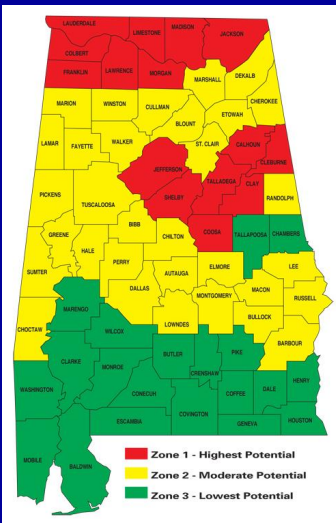 LAUDERDALE
LIMESTONE
MADISON
JACKSON
COLBERT
FRANKLIN
LAWRENCE
MORGAN
MARSHALL
DEKALB
MARION
WINSTON
CULLMAN
CHEROKEE
ETOWAH
BLOUNT
LAMAR
FAYETTE
WALKER
ST. CLAIR
CALHOUN
CLEBURNE
JEFFERSON
TALLADEGA
CLAY
RANDOLPH
PICKENS
TUSCALOOSA
SHELBY
BIBB
COOSA
TALLAPOOSA
CHAMBERS
GREENE
HALE
CHILTON
PERRY
SUMTER
AUTAUGA
ELMORE
LEE
DALLAS
MONTGOMERY
MACON
RUSSELL
MARENGO
CHOCTAW
LOWNDES
BULLOCK
WILCOX
BARBOUR
CLARKE
BUTLER
PIKE
MONROE
CRENSHAW
WASHINGTON
CONECUH
COFFEE
DALE
HENRY
COVINGTON
ESCAMBIA
GENEVA
HOUSTON
MOBILE
BALDWIN
Zone 1 - Highest Potential
Zone 2 - Moderate Potential
Zone 3 - Lowest Potential